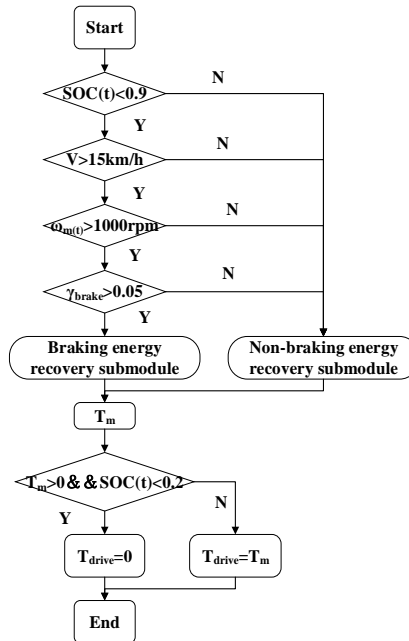 Start
SOC(t)<0.9
N
Y
V>15km/h
N
Y
ωm(t)>1000rpm
N
Y
γbrake>0.05
N
Y
Braking energy
recovery submodule
Non-braking energy
recovery submodule
Tm
Tm>0&&SOC(t)<0.2
N
Y
Tdrive=0
Tdrive=Tm
End